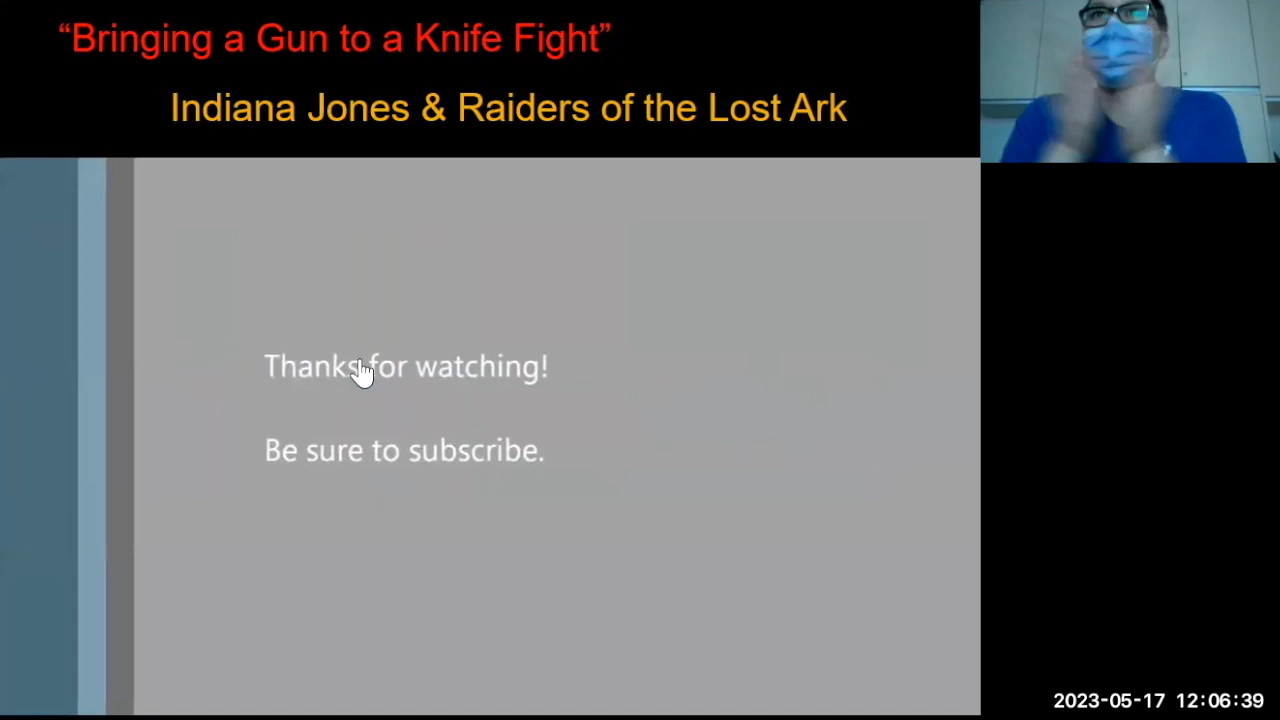 “Bringing a Gun to a Knife Fight”
Indiana Jones & Raiders of the Lost Ark
Thanks for watching!
Be sure to subscribe.
2023-05-17 12:06:39